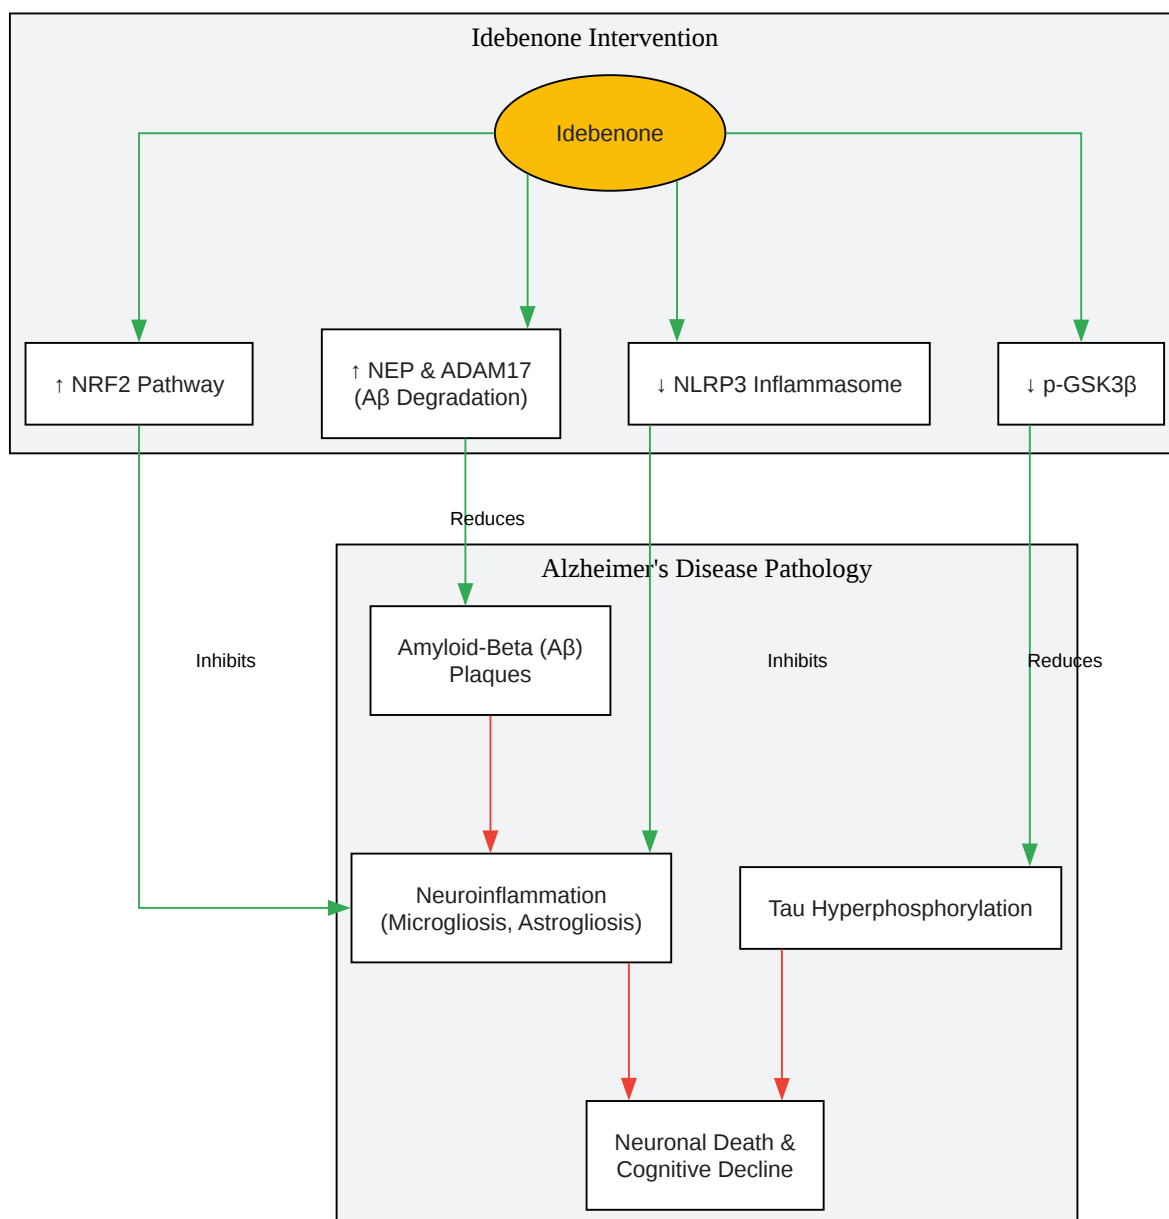 Idebenone Intervention
Idebenone
↑ NRF2 Pathway
↑ NEP & ADAM17
(Aβ Degradation)
↓ NLRP3 Inflammasome
↓ p-GSK3β
Reduces
Alzheimer's Disease Pathology
Amyloid-Beta (Aβ)
Plaques
Inhibits
Inhibits
Reduces
Neuroinflammation
(Microgliosis, Astrogliosis)
Tau Hyperphosphorylation
Neuronal Death &
Cognitive Decline